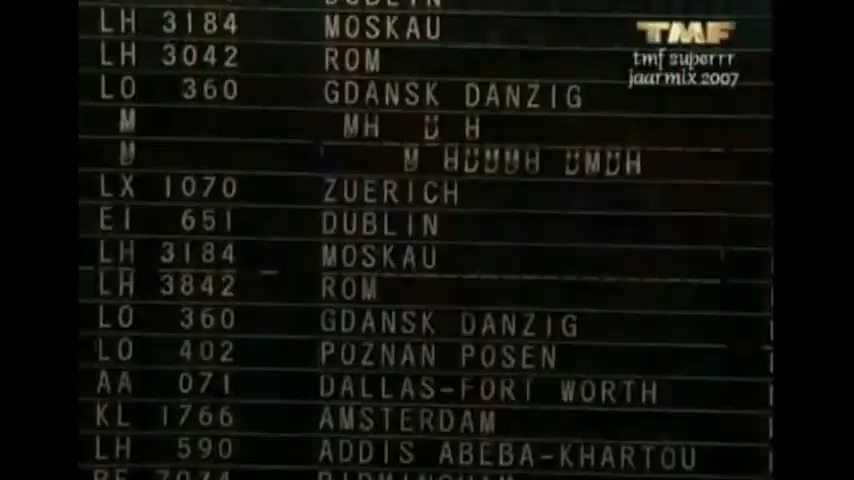 DUBLIN
LH 3184 MOSKAU
LH 3042 ROM
LO 360 GDANSK DANZIG
LX 1070 ZUERICH
EI 651 DUBLIN
LH 3184 MOSKAU
LH 3842 ROM
LO 360 GDANSK DANZIG
LO 402 POZNAN POSEN
AA 071 DALLAS-FORT WORTH
KL 1766 AMSTERDAM
LH 590 ADDIS ABEBA-KHARTOU
BIRMINGHAM
TMF
tmf superrr
jaarmix 2007